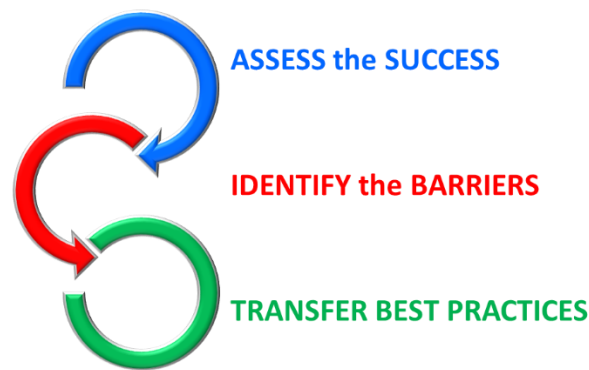 ASSESS the SUCCESS
IDENTIFY the BARRIERS
TRANSFER BEST PRACTICES